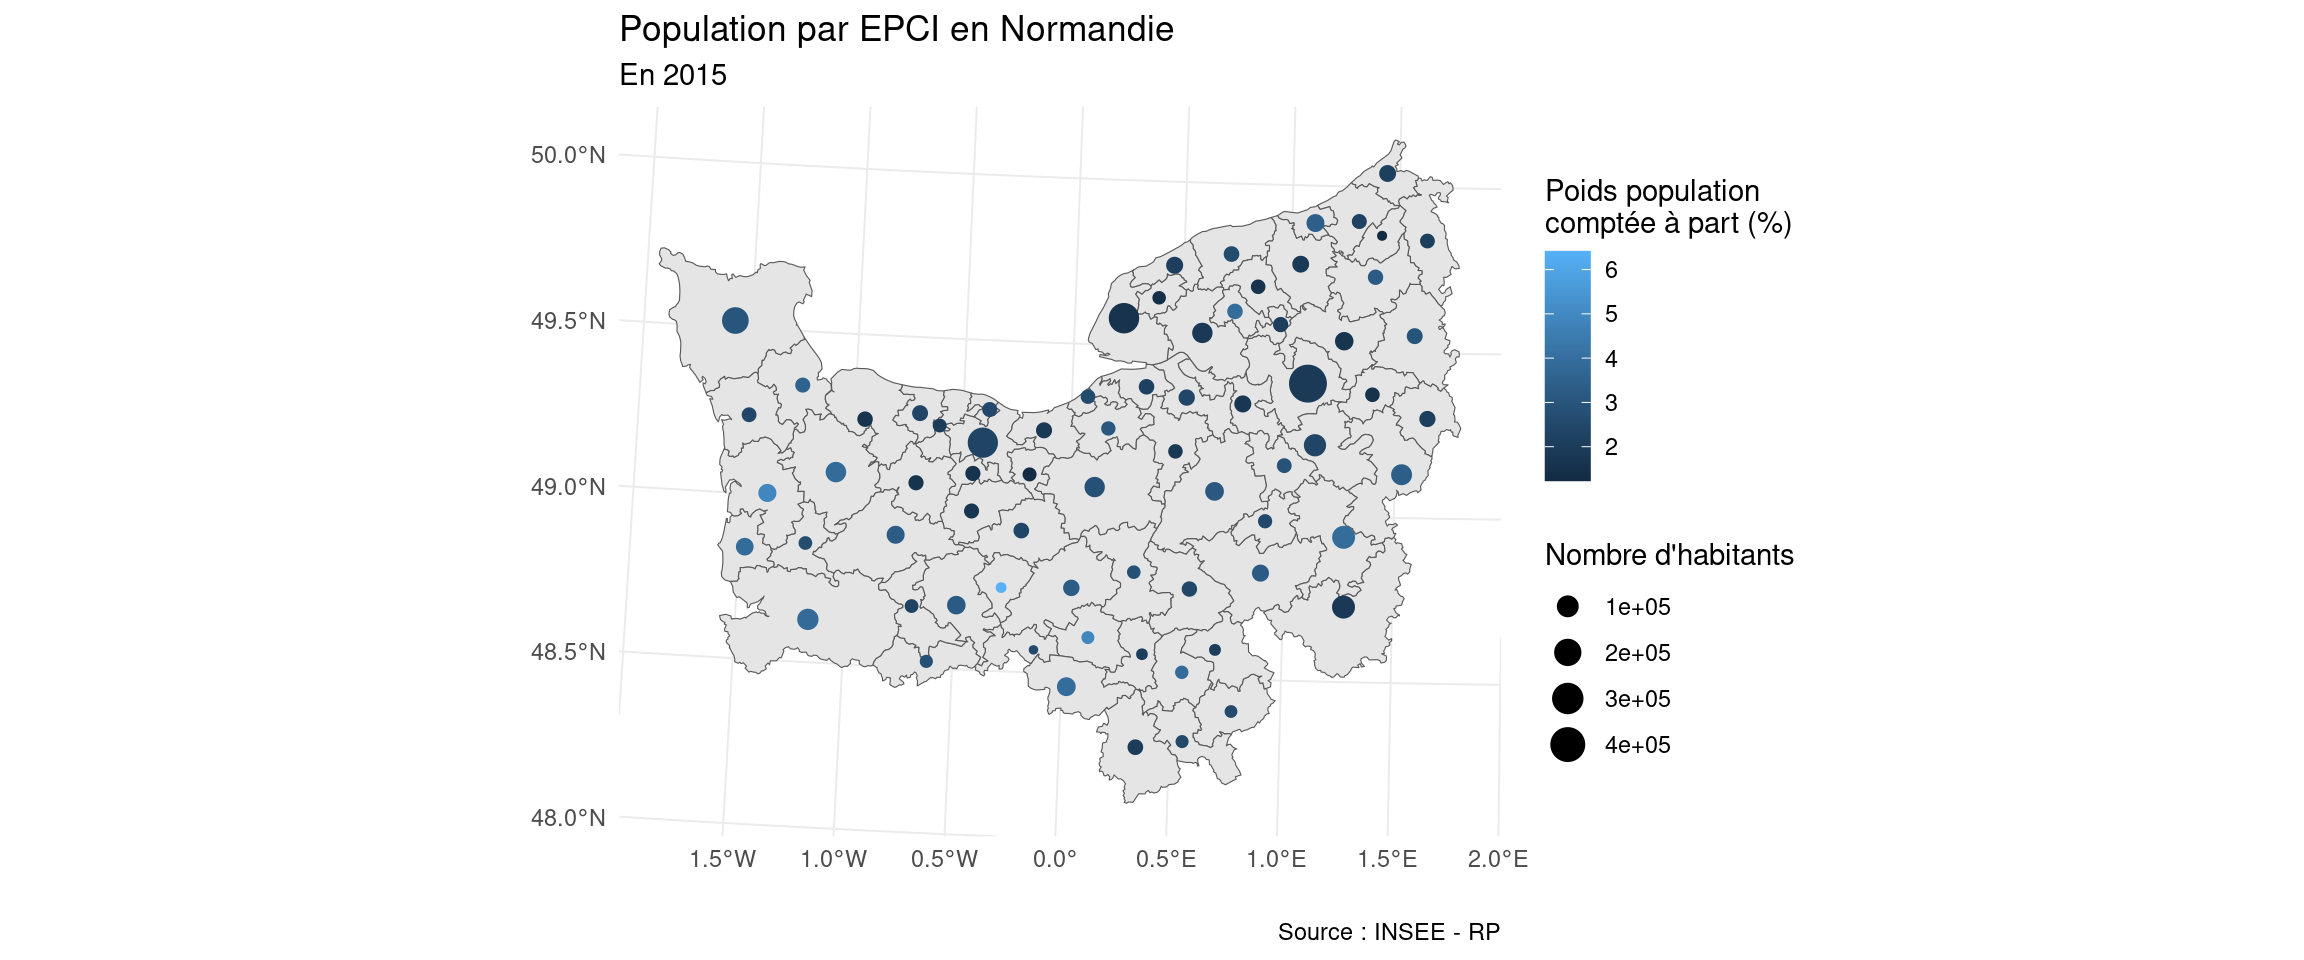 Population par EPCI en Normandie
En 2015
50.0°N
49.5°N
49.0°N
48.5°N
48.0°N
1.5°W 1.0°W 0.5°W 0.0° 0.5°E 1.0°E 1.5°E 2.0°E
Poids population
comptée à part (%)
6
5
4
3
2
Nombre d'habitants
1e+05
2e+05
3e+05
4e+05
Source : INSEE - RP